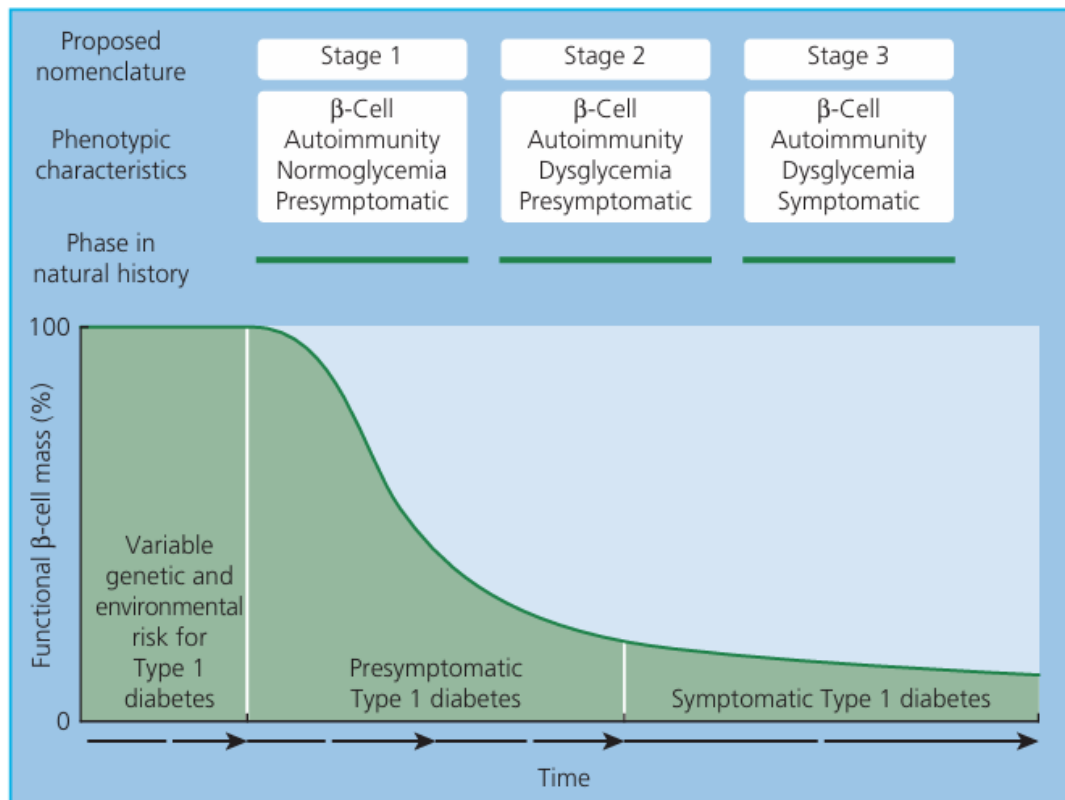 Proposed
nomenclature
Stage 1
Stage 2
Stage 3
Phenotypic
characteristics
β-Cell
Autoimmunity
Normoglycemia
Presymptomatic
β-Cell
Autoimmunity
Dysglycemia
Presymptomatic
β-Cell
Autoimmunity
Dysglycemia
Symptomatic
Phase in
natural history
Functional β-cell mass (%)
100
0
Variable
genetic and
environmental
risk for
Type 1
diabetes
Presymptomatic
Type 1 diabetes
Symptomatic Type 1 diabetes
Time